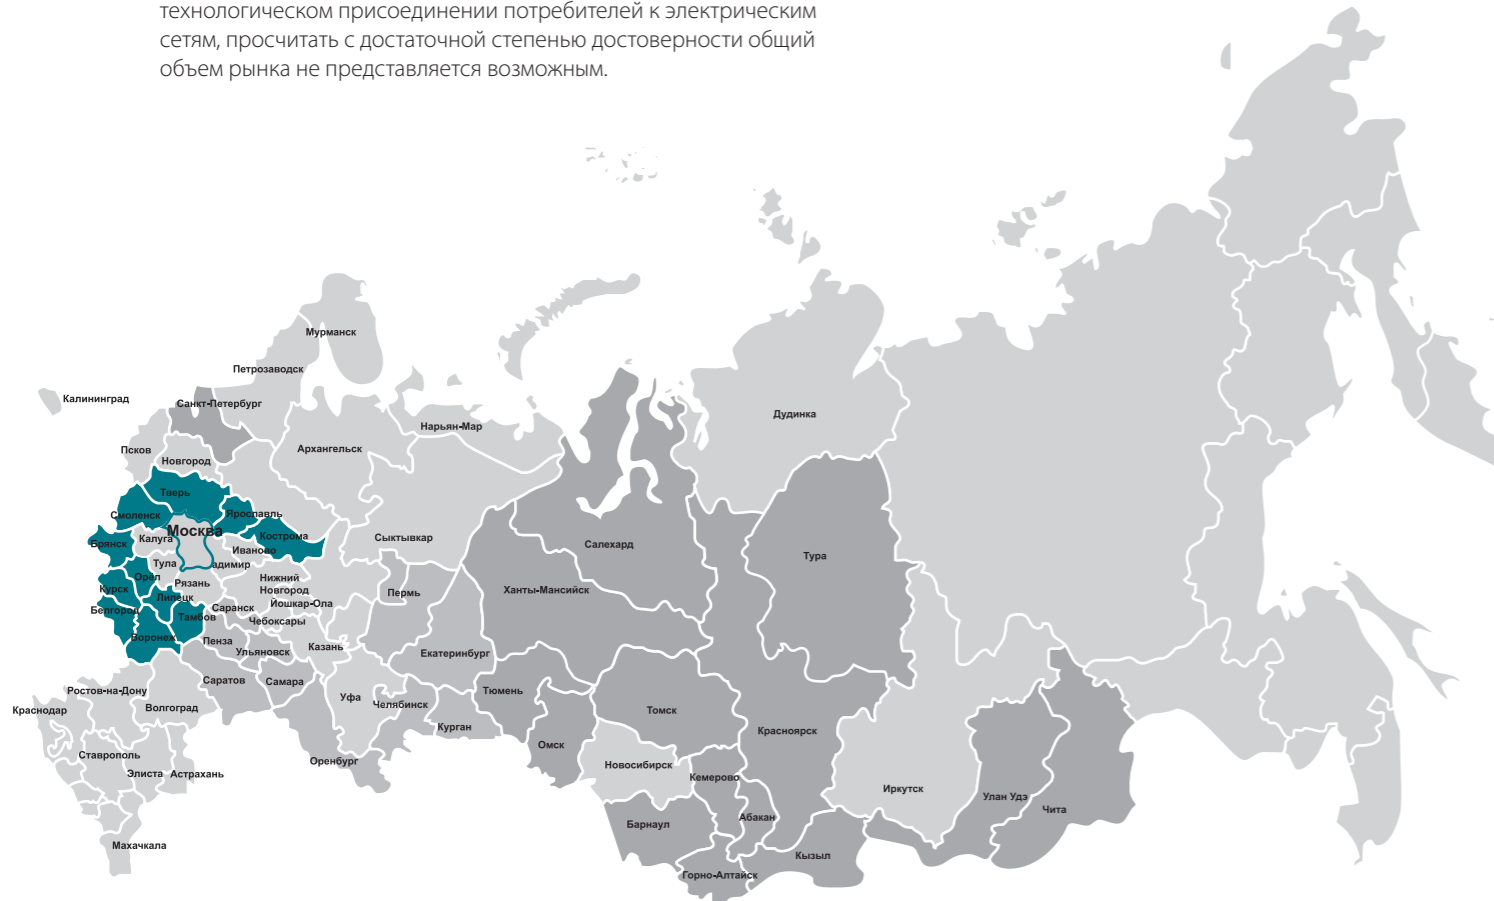 технологическом присоединении потребителей к электрическим
сетям, просчитать с достаточной степенью достоверности общий
объем рынка не представляется возможным.
Мурманск
Петрозаводск
Калининград
Санкт-Петербург
Дудинка
Нарьян-Мар
Архангельск
Псков
Новгород
Тверь
Смоленск
Ярославль
Москва
Кострома
Калуга
Брянск
Иваново
Сыктывкар
Салехард
Тура
Тула
адимир
Орёл
Рязань
Нижний
Новгород
Курск
Липецк
Йошкар-Ола
Пермь
Ханты-Мансийск
Белгород
Саранск
Тамбов
Чебоксары
Воронеж
Пенза
Ульяновск
Казань
Екатеринбург
Саратов
Самара
Ростов-на-Дону
Уфа
Тюмень
Челябинск
Краснодар
Волгоград
Томск
Курган
Красноярск
Омск
Ставрополь
Оренбург
Новосибирск
Элиста
Астрахань
Кемерово
Иркутск
Улан Удэ
Чита
Абакан
Барнаул
Махачкала
Кызыл
Горно-Алтайск